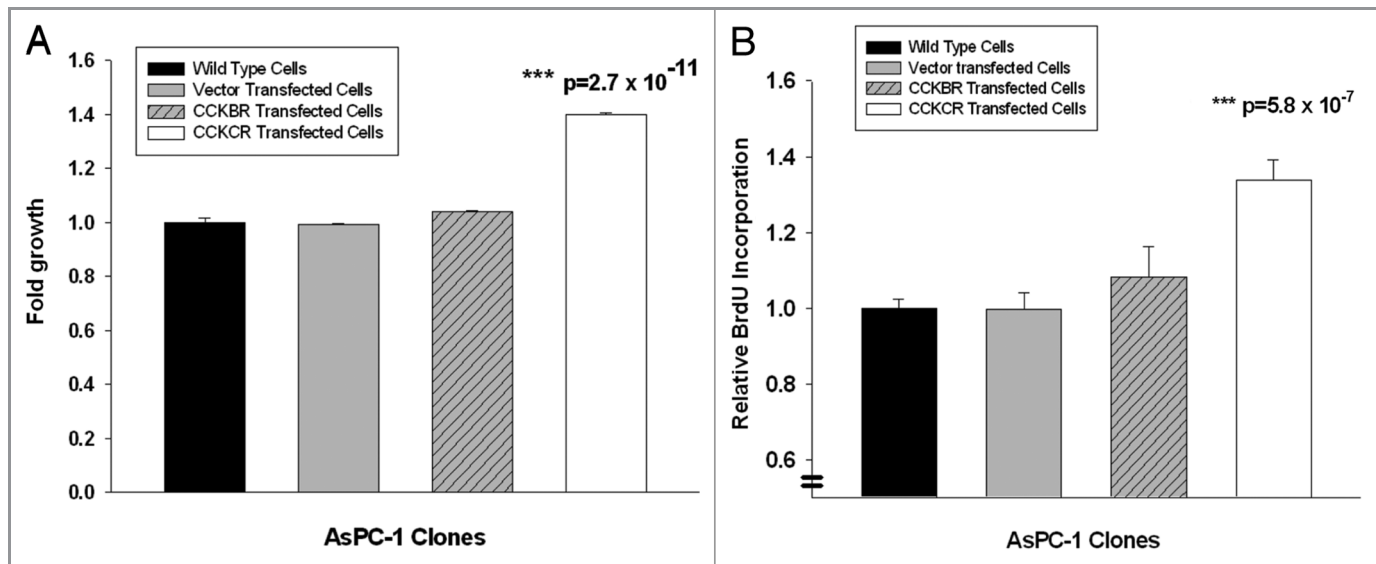 A
Wild Type Cells
Vector Transfected Cells
CCKBR Transfected Cells
CCKCR Transfected Cells
*** p=2.7 x 10-11
Fold growth
1.6
1.4
1.2
1.0
0.8
0.6
0.4
0.2
0.0
AsPC-1 Clones
B
Wild Type Cells
Vector transfected Cells
CCKBR Transfected Cells
CCKCR Transfected Cells
*** p=5.8 x 10-7
Relative BrdU Incorporation
1.6
1.4
1.2
1.0
0.8
0.6
AsPC-1 Clones